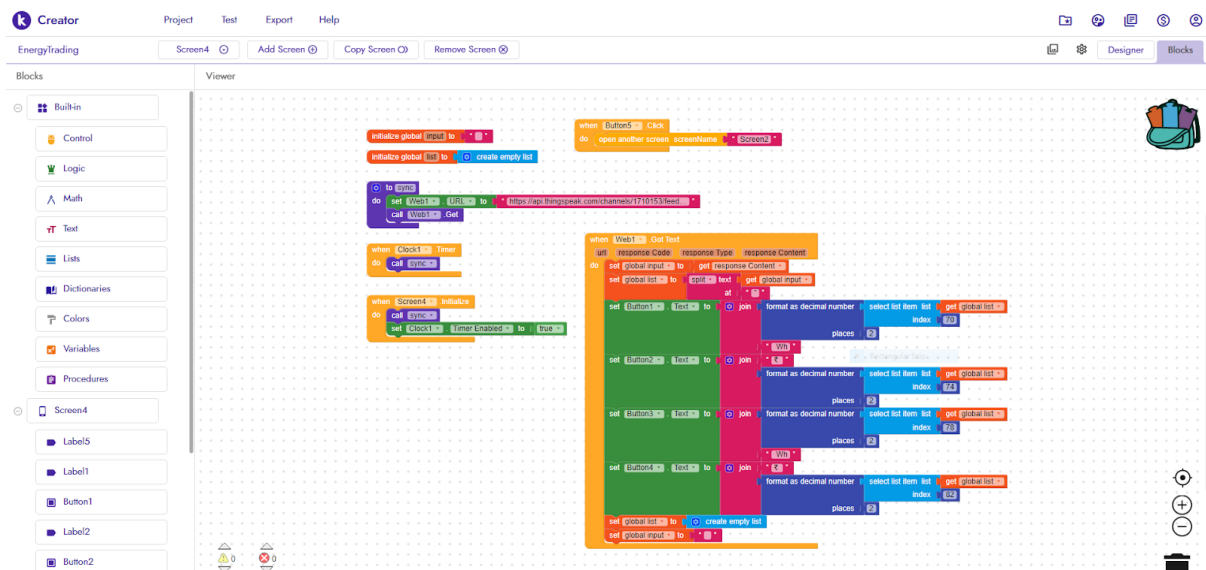 Creator Project Test Export Help
EnergyTrading Screen4 Add Screen Copy Screen Remove Screen Designer Blocks
Blocks Viewer
Built-in
Control
Logic
Math
Text
Lists
Dictionaries
Colors
Variables
Procedures
Screen4
Label5
Label1
Button1
Label2
Button2
initialize global input to " "
initialize global list to create empty list
when Button5 .Click
do open another screen screenName " Screen2 "
to sync
do set Web1 . URL to " https://api.thingspeak.com/channels/1710153/feed... "
call Web1 .Get
when Clock1 .Timer
do call sync
when Screen4 .Initialize
do call sync
set Clock1 . Timer Enabled to true
when Web1 .Got Text
url response Code response Type response Content
do set global input to get response Content
set global list to split text get global input
at " "
set Button1 . Text to join format as decimal number select list item list get global list
index 70
places 2
" Wh "
set Button2 . Text to join " ₹ "
format as decimal number select list item list get global list
index 74
places 2
set Button3 . Text to join format as decimal number select list item list get global list
index 78
places 2
" Wh "
set Button4 . Text to join " ₹ "
format as decimal number select list item list get global list
index 82
places 2
set global list to create empty list
set global input to " "
0 0